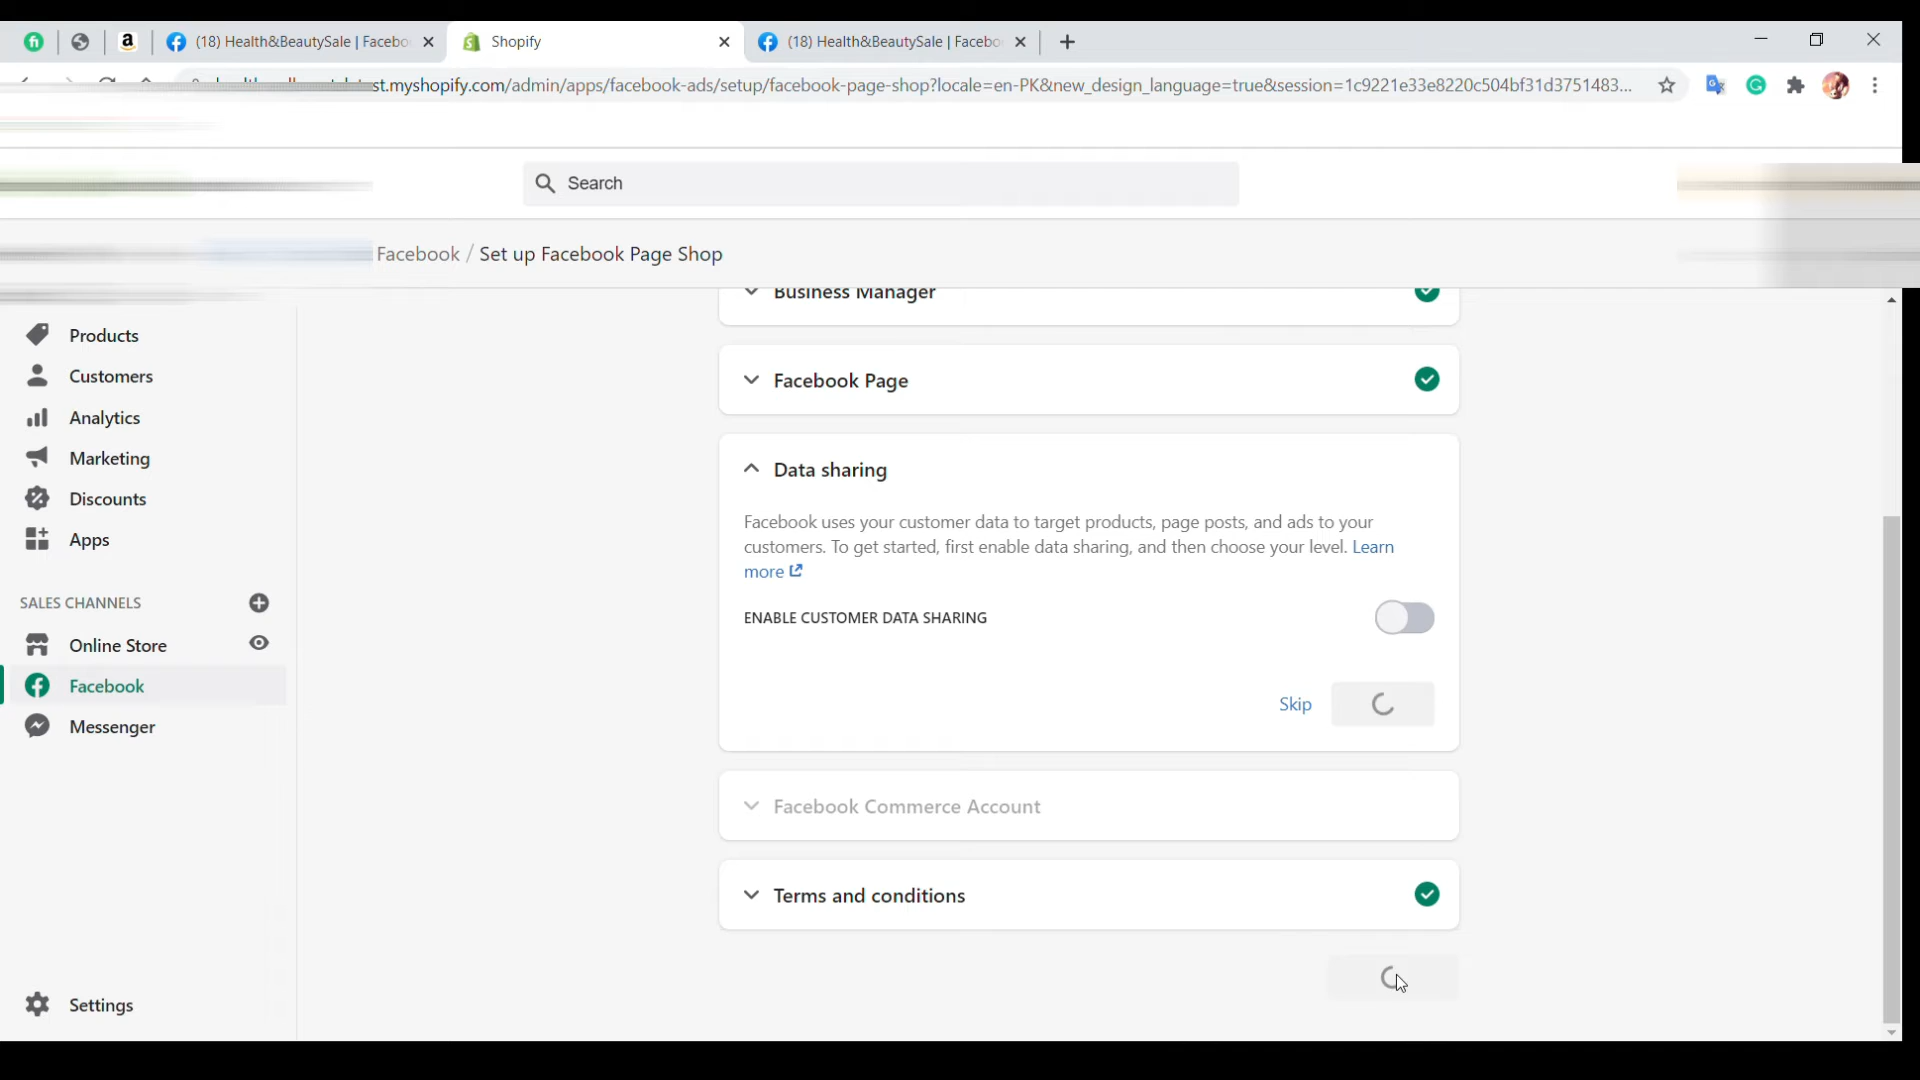 (18) Health&BeautySale | Facebo
Shopify
(18) Health&BeautySale | Facebo
st.myshopify.com/admin/apps/facebook-ads/setup/facebook-page-shop?locale=en-PK&new_design_language=true&session=1c9221e33e8220c504bf31d3751483...
Search
Facebook / Set up Facebook Page Shop
Business Manager
Products
Facebook Page
Customers
Analytics
Marketing
Discounts
Apps
Data sharing
Facebook uses your customer data to target products, page posts, and ads to your
customers. To get started, first enable data sharing, and then choose your level. Learn
more
ENABLE CUSTOMER DATA SHARING
Skip
SALES CHANNELS
Online Store
Facebook
Messenger
Facebook Commerce Account
Terms and conditions
Settings